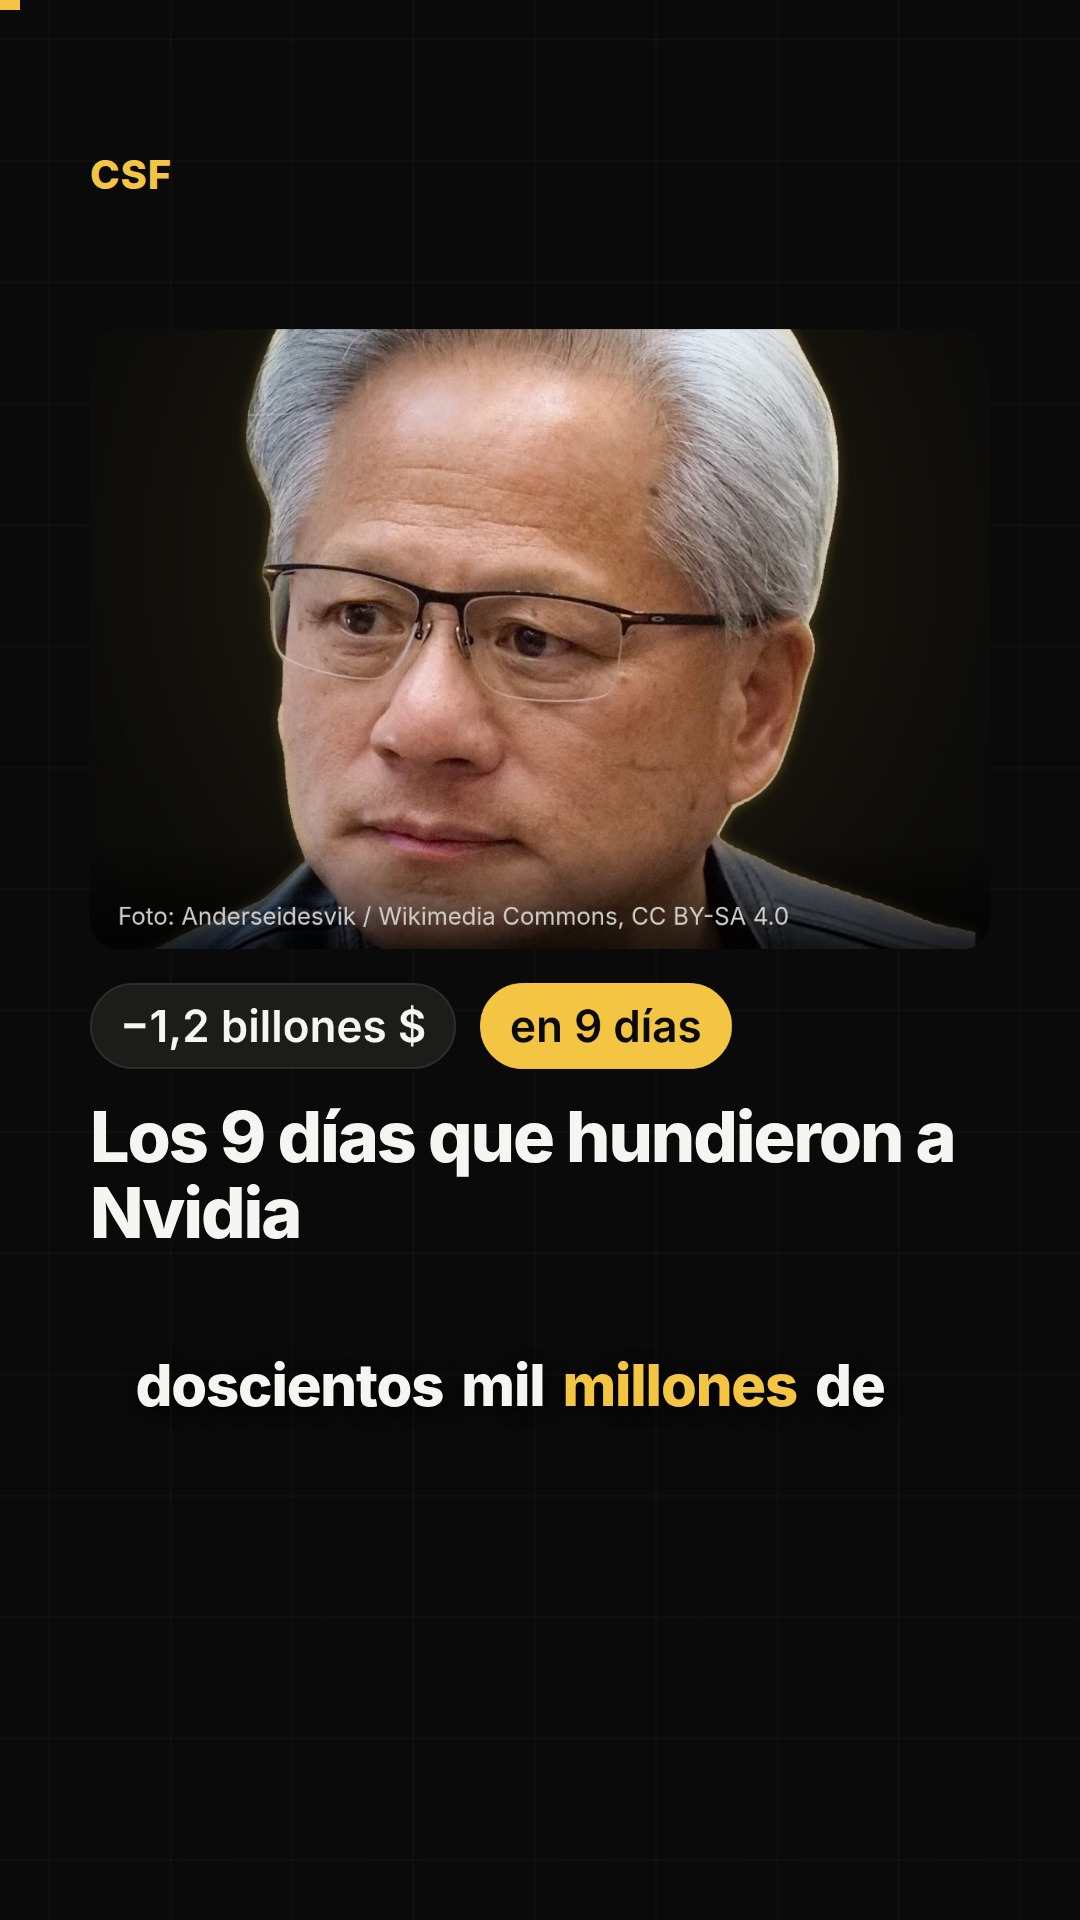 CSF
Foto: Anderseidesvik / Wikimedia Commons, CC BY-SA 4.0
−1,2 billones $ en 9 días
Los 9 días que hundieron a
Nvidia
doscientos mil millones de